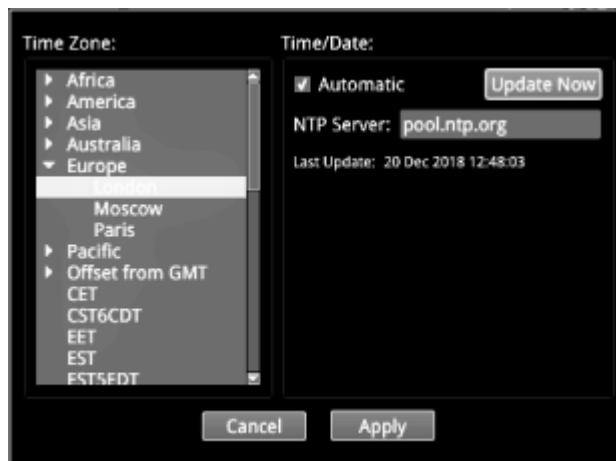 Time Zone:
Africa
America
Asia
Australia
Europe
London
Moscow
Paris
Pacific
Offset from GMT
CET
CST6CDT
EET
EST
EST5EDT
Time/Date:
Automatic
Update Now
NTP Server: pool.ntp.org
Last Update: 20 Dec 2018 12:48:03
Cancel
Apply